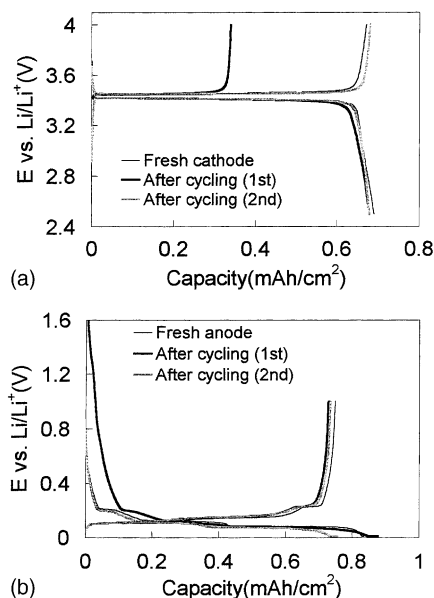 4
3.6
3.2
2.8
2.4
E vs. Li/Li+(V)
Fresh cathode
After cycling (1st)
After cycling (2nd)
0 0.2 0.4 0.6 0.8
Capacity(mAh/cm2)
(a)
1.6
1.2
0.8
0.4
0
E vs. Li/Li+(V)
Fresh anode
After cycling (1st)
After cycling (2nd)
0 0.2 0.4 0.6 0.8 1
Capacity(mAh/cm2)
(b)